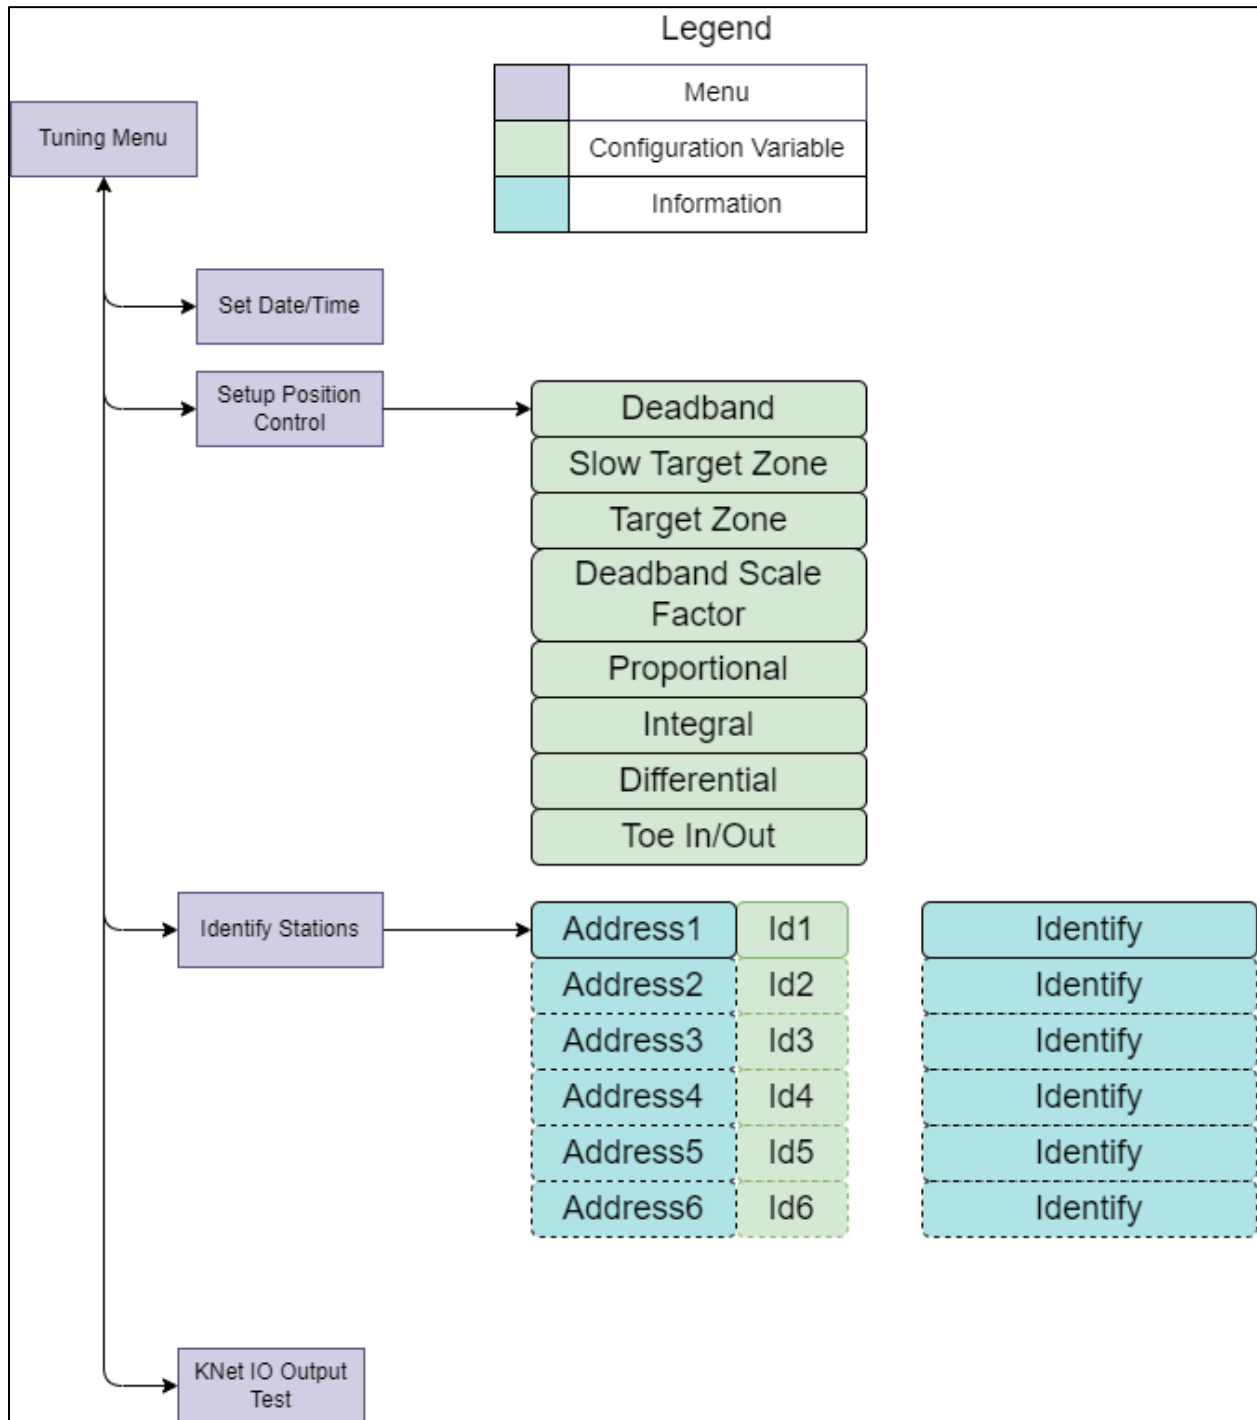 Legend
Menu
Configuration Variable
Information
Tuning Menu
Set Date/Time
Setup Position
Control
Deadband
Slow Target Zone
Target Zone
Deadband Scale
Factor
Proportional
Integral
Differential
Toe In/Out
Identify Stations
Address1 Id1 Identify
Address2 Id2 Identify
Address3 Id3 Identify
Address4 Id4 Identify
Address5 Id5 Identify
Address6 Id6 Identify
KNet IO Output
Test